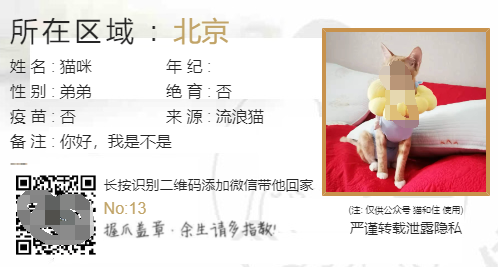 所在区域 : 北京
姓 名 : 猫咪 年 纪 :
性 别 : 弟弟 绝 育 : 否
疫 苗 : 否 来 源 : 流浪猫
备 注 : 你好，我是不是
长按识别二维码添加微信带他回家
No:13
握爪盖章·余生请多指教!
(注: 仅供公众号 猫和住 使用)
严谨转载泄露隐私